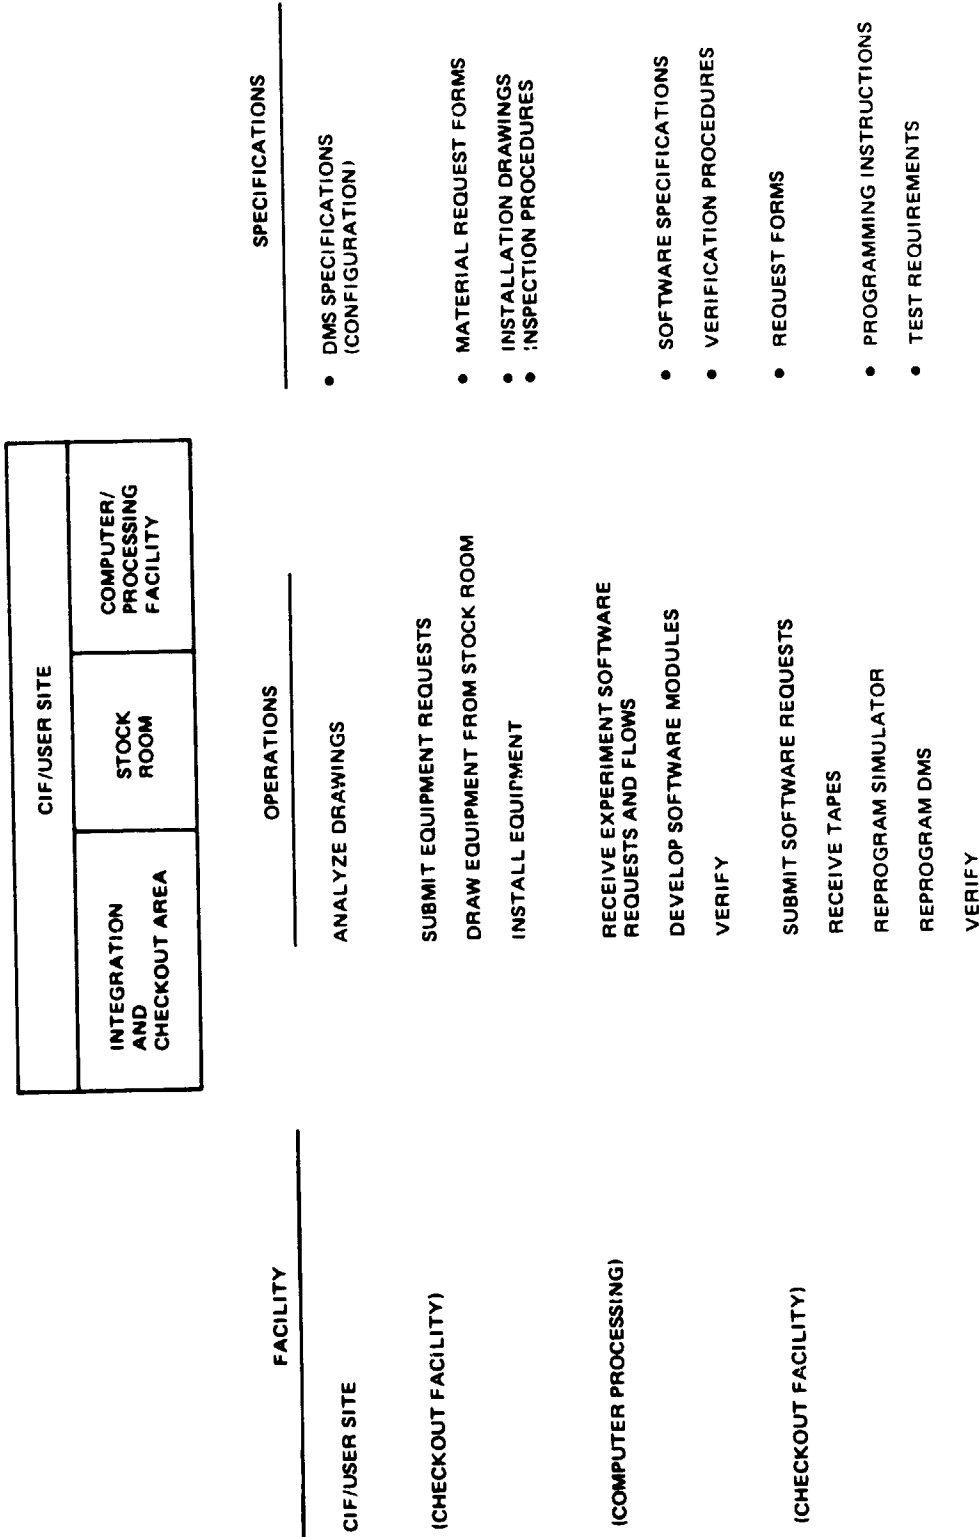 CIF/USER SITE
INTEGRATION
AND
CHECKOUT AREA
STOCK
ROOM
COMPUTER/
PROCESSING
FACILITY
FACILITY
OPERATIONS
SPECIFICATIONS
CIF/USER SITE
ANALYZE DRAWINGS
• DMS SPECIFICATIONS
(CONFIGURATION)
(CHECKOUT FACILITY)
SUBMIT EQUIPMENT REQUESTS
• MATERIAL REQUEST FORMS
DRAW EQUIPMENT FROM STOCK ROOM
INSTALL EQUIPMENT
• INSTALLATION DRAWINGS
• INSPECTION PROCEDURES
(COMPUTER PROCESSING)
RECEIVE EXPERIMENT SOFTWARE
REQUESTS AND FLOWS
DEVELOP SOFTWARE MODULES
• SOFTWARE SPECIFICATIONS
VERIFY
• VERIFICATION PROCEDURES
(CHECKOUT FACILITY)
SUBMIT SOFTWARE REQUESTS
• REQUEST FORMS
RECEIVE TAPES
REPROGRAM SIMULATOR
• PROGRAMMING INSTRUCTIONS
REPROGRAM DMS
• TEST REQUIREMENTS
VERIFY